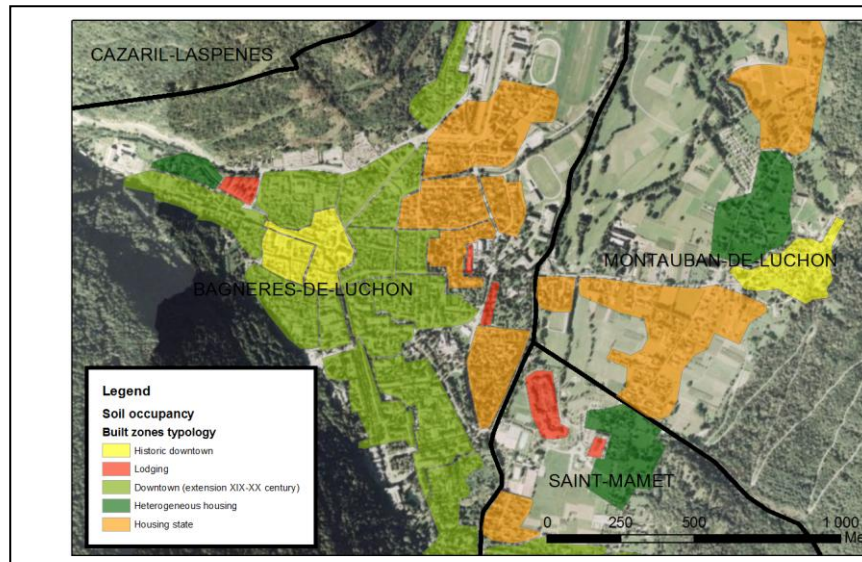 CAZARIL-LASPENES
MONTAUBAN-DE-LUCHON
BAGNERES-DE-LUCHON
Legend
Soil occupancy
Built zones typology
Historic downtown
Lodging
Downtown (extension XIX-XX century)
Heterogeneous housing
Housing state
SAINT-MAMET
0 250 500 1 000
Me